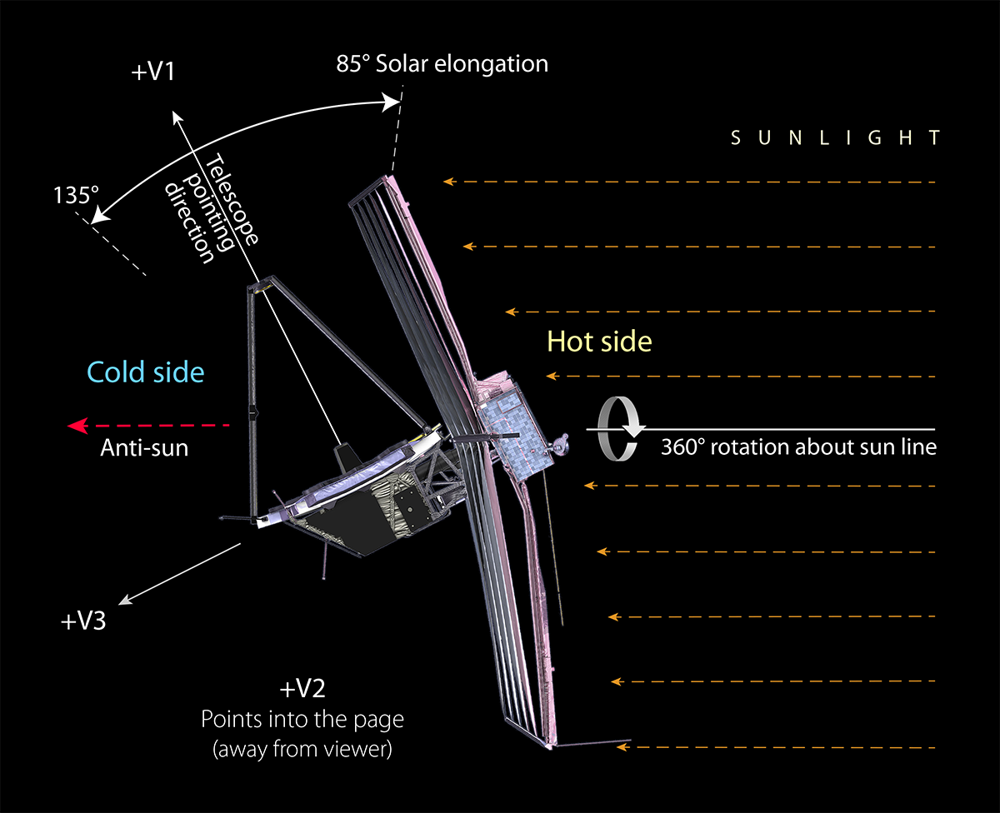 85° Solar elongation
+V1
SUNLIGHT
Telescope
pointing
direction
135°
Hot side
Cold side
Anti-sun
360° rotation about sun line
+V3
+V2
Points into the page
(away from viewer)